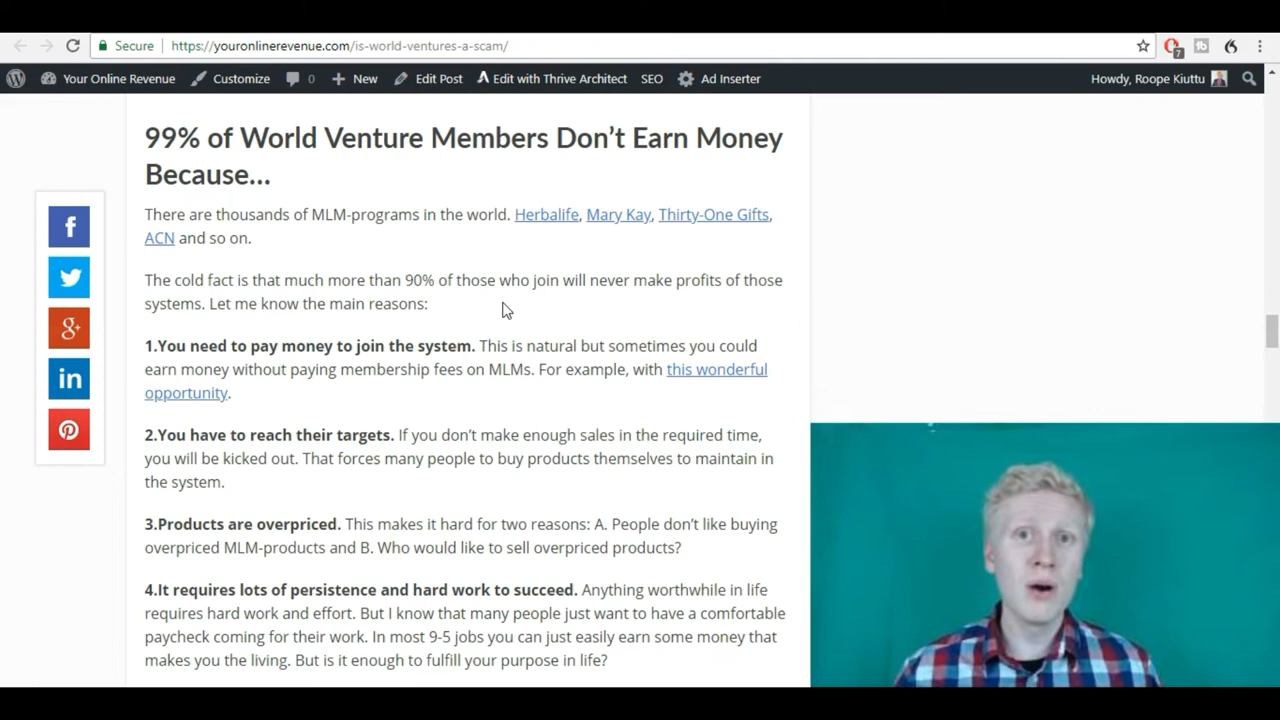 Secure
https://youronlinerevenue.com/is-world-ventures-a-scam/
7
Your Online Revenue
Customize
0
New
Edit Post
Edit with Thrive Architect
SEO
Ad Inserter
Howdy, Roope Kiuttu
99% of World Venture Members Don’t Earn Money
Because…
There are thousands of MLM-programs in the world. Herbalife, Mary Kay, Thirty-One Gifts,
ACN and so on.
The cold fact is that much more than 90% of those who join will never make profits of those
systems. Let me know the main reasons:
1.You need to pay money to join the system. This is natural but sometimes you could
earn money without paying membership fees on MLMs. For example, with this wonderful
opportunity.
2.You have to reach their targets. If you don’t make enough sales in the required time,
you will be kicked out. That forces many people to buy products themselves to maintain in
the system.
3.Products are overpriced. This makes it hard for two reasons: A. People don’t like buying
overpriced MLM-products and B. Who would like to sell overpriced products?
4.It requires lots of persistence and hard work to succeed. Anything worthwhile in life
requires hard work and effort. But I know that many people just want to have a comfortable
paycheck coming for their work. In most 9-5 jobs you can just easily earn some money that
makes you the living. But is it enough to fulfill your purpose in life?